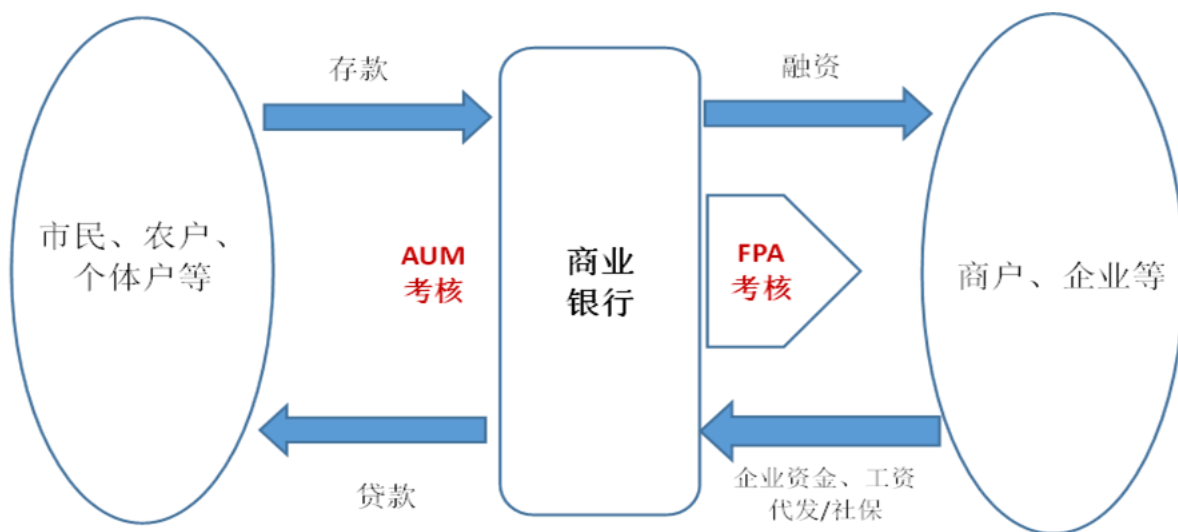 存款
融资
市民、农户、
个体户等
AUM
考核
商业
银行
FPA
考核
商户、企业等
贷款
企业资金、工资
代发/社保